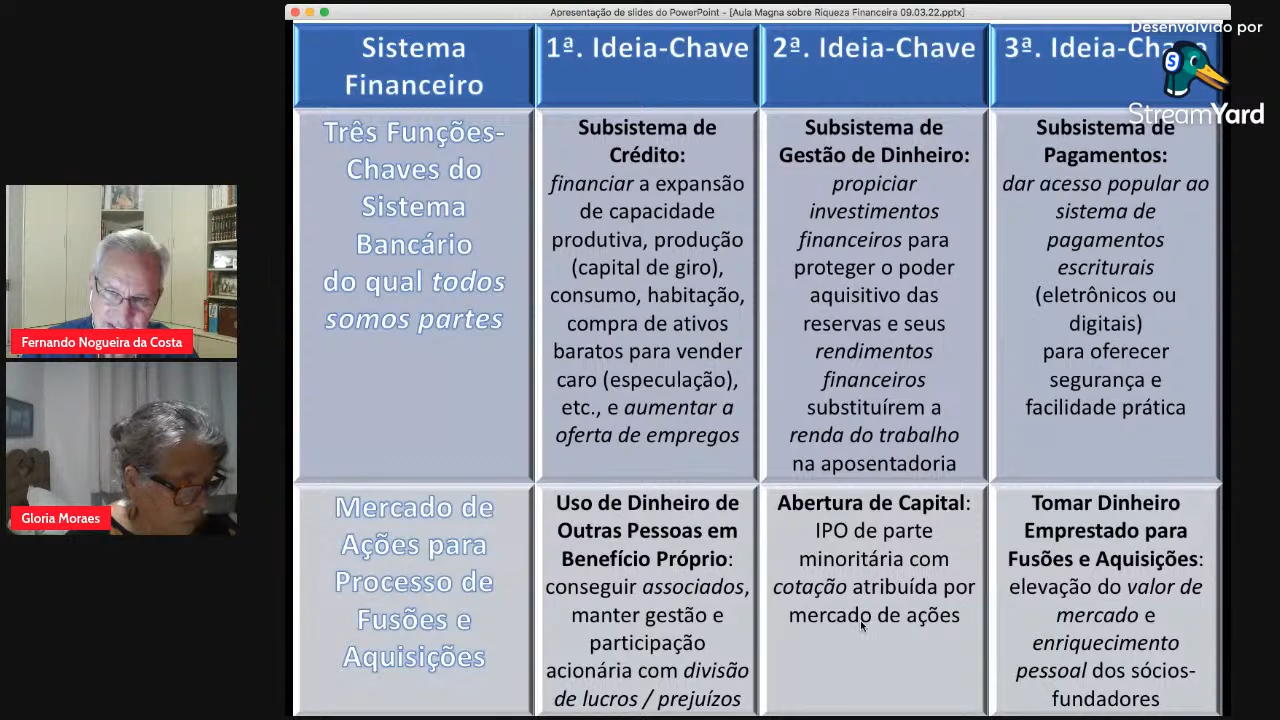 Apresentação de slides do PowerPoint - [Aula Magna sobre Riqueza Financeira 09.03.22.pptx]
Desenvolvido por
StreamYard
Sistema
Financeiro
1ª. Ideia-Chave
2ª. Ideia-Chave
3ª. Ideia-Chave
Três Funções-
Chaves do
Sistema
Bancário
do qual todos
somos partes
Subsistema de
Crédito:
financiar a expansão
de capacidade
produtiva, produção
(capital de giro),
consumo, habitação,
compra de ativos
baratos para vender
caro (especulação),
etc., e aumentar a
oferta de empregos
Subsistema de
Gestão de Dinheiro:
propiciar
investimentos
financeiros para
proteger o poder
aquisitivo das
reservas e seus
rendimentos
financeiros
substituírem a
renda do trabalho
na aposentadoria
Subsistema de
Pagamentos:
dar acesso popular ao
sistema de
pagamentos
escriturais
(eletrônicos ou
digitais)
para oferecer
segurança e
facilidade prática
Mercado de
Ações para
Processo de
Fusões e
Aquisições
Uso de Dinheiro de
Outras Pessoas em
Benefício Próprio:
conseguir associados,
manter gestão e
participação
acionária com divisão
de lucros / prejuízos
Abertura de Capital:
IPO de parte
minoritária com
cotação atribuída por
mercado de ações
Tomar Dinheiro
Emprestado para
Fusões e Aquisições:
elevação do valor de
mercado e
enriquecimento
pessoal dos sócios-
fundadores
Fernando Nogueira da Costa
Gloria Moraes